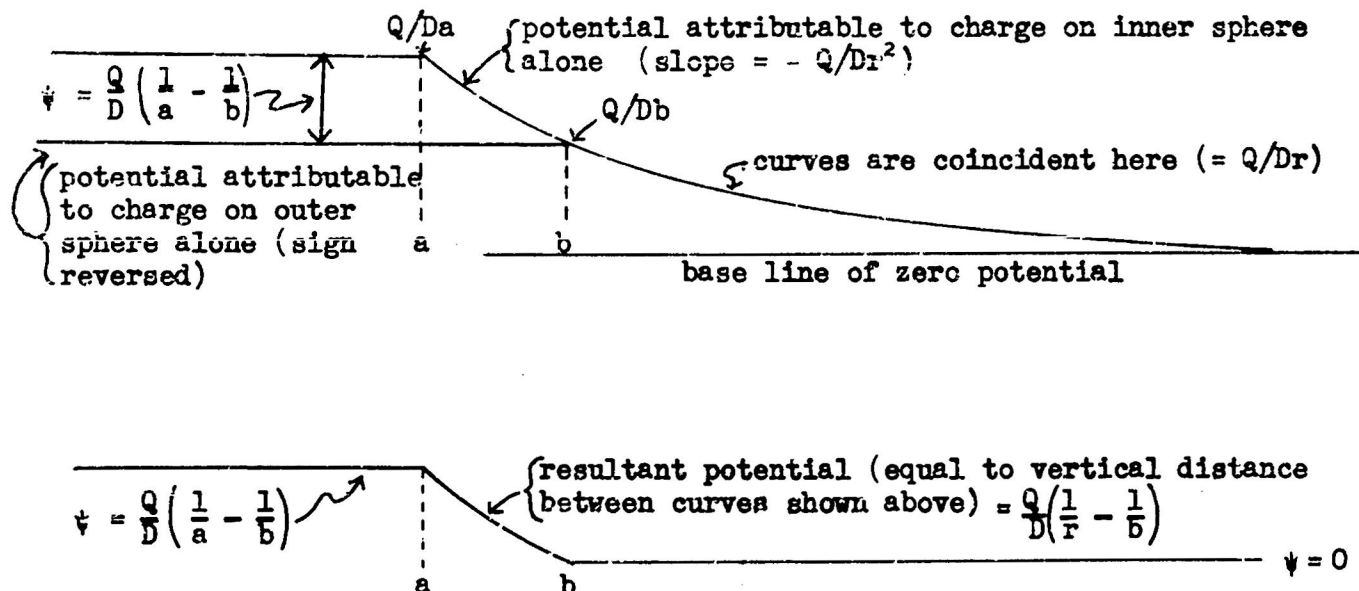 Q/Da
potential attributable to charge on inner sphere
alone (slope = - Q/Dr²)
ψ = Q/D (1/a - 1/b)
Q/Db
curves are coincident here (= Q/Dr)
potential attributable
to charge on outer
sphere alone (sign
reversed)
a
b
base line of zero potential
resultant potential (equal to vertical distance
between curves shown above) = Q/D(1/r - 1/b)
ψ = Q/D (1/a - 1/b)
ψ = 0
a
b